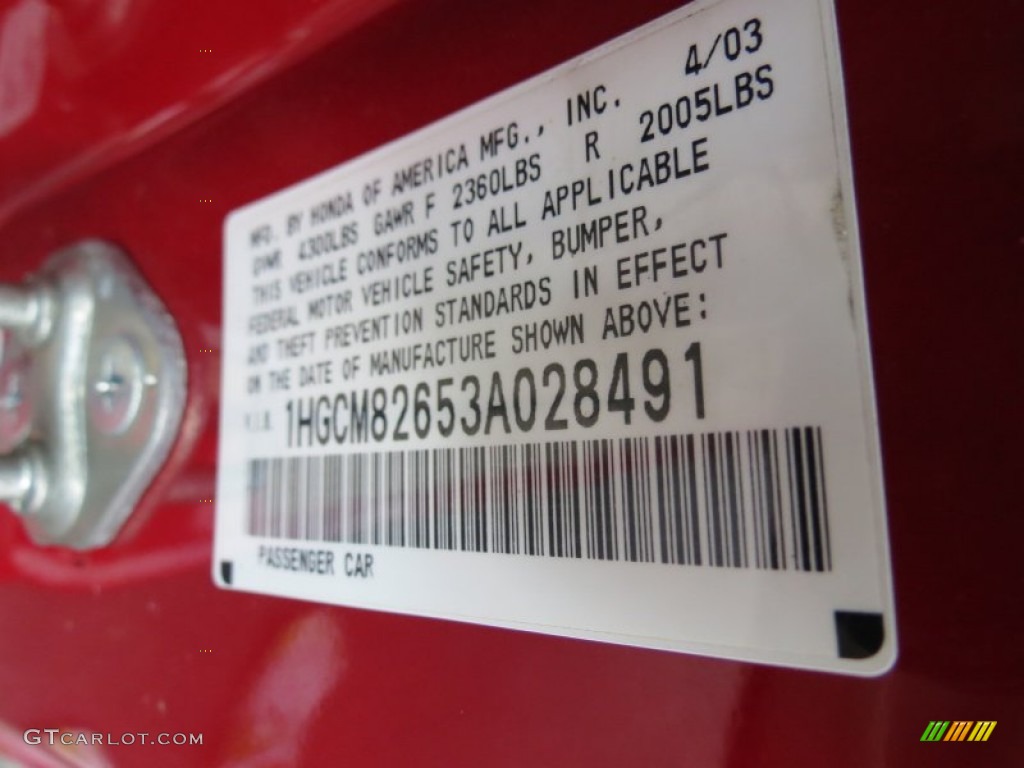 MFD. BY HONDA OF AMERICA MFG., INC. 4/03
GVWR 4300LBS GAWR F 2360LBS R 2005LBS
THIS VEHICLE CONFORMS TO ALL APPLICABLE
FEDERAL MOTOR VEHICLE SAFETY, BUMPER,
AND THEFT PREVENTION STANDARDS IN EFFECT
ON THE DATE OF MANUFACTURE SHOWN ABOVE:
V.I.N. 1HGCM82653A028491
PASSENGER CAR
GTCARLOT.COM